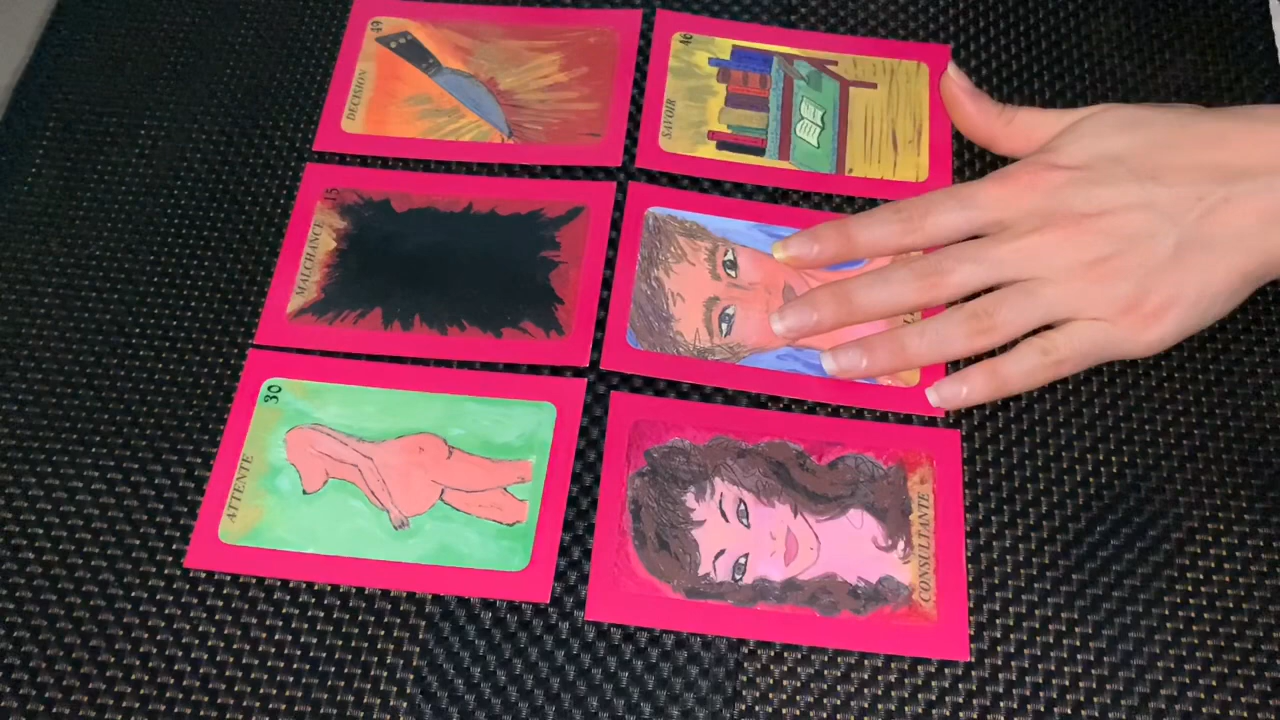 49
DECISION
46
SAVOIR
15
MALCHANCE
30
ATTENTE
CONSULTANTE